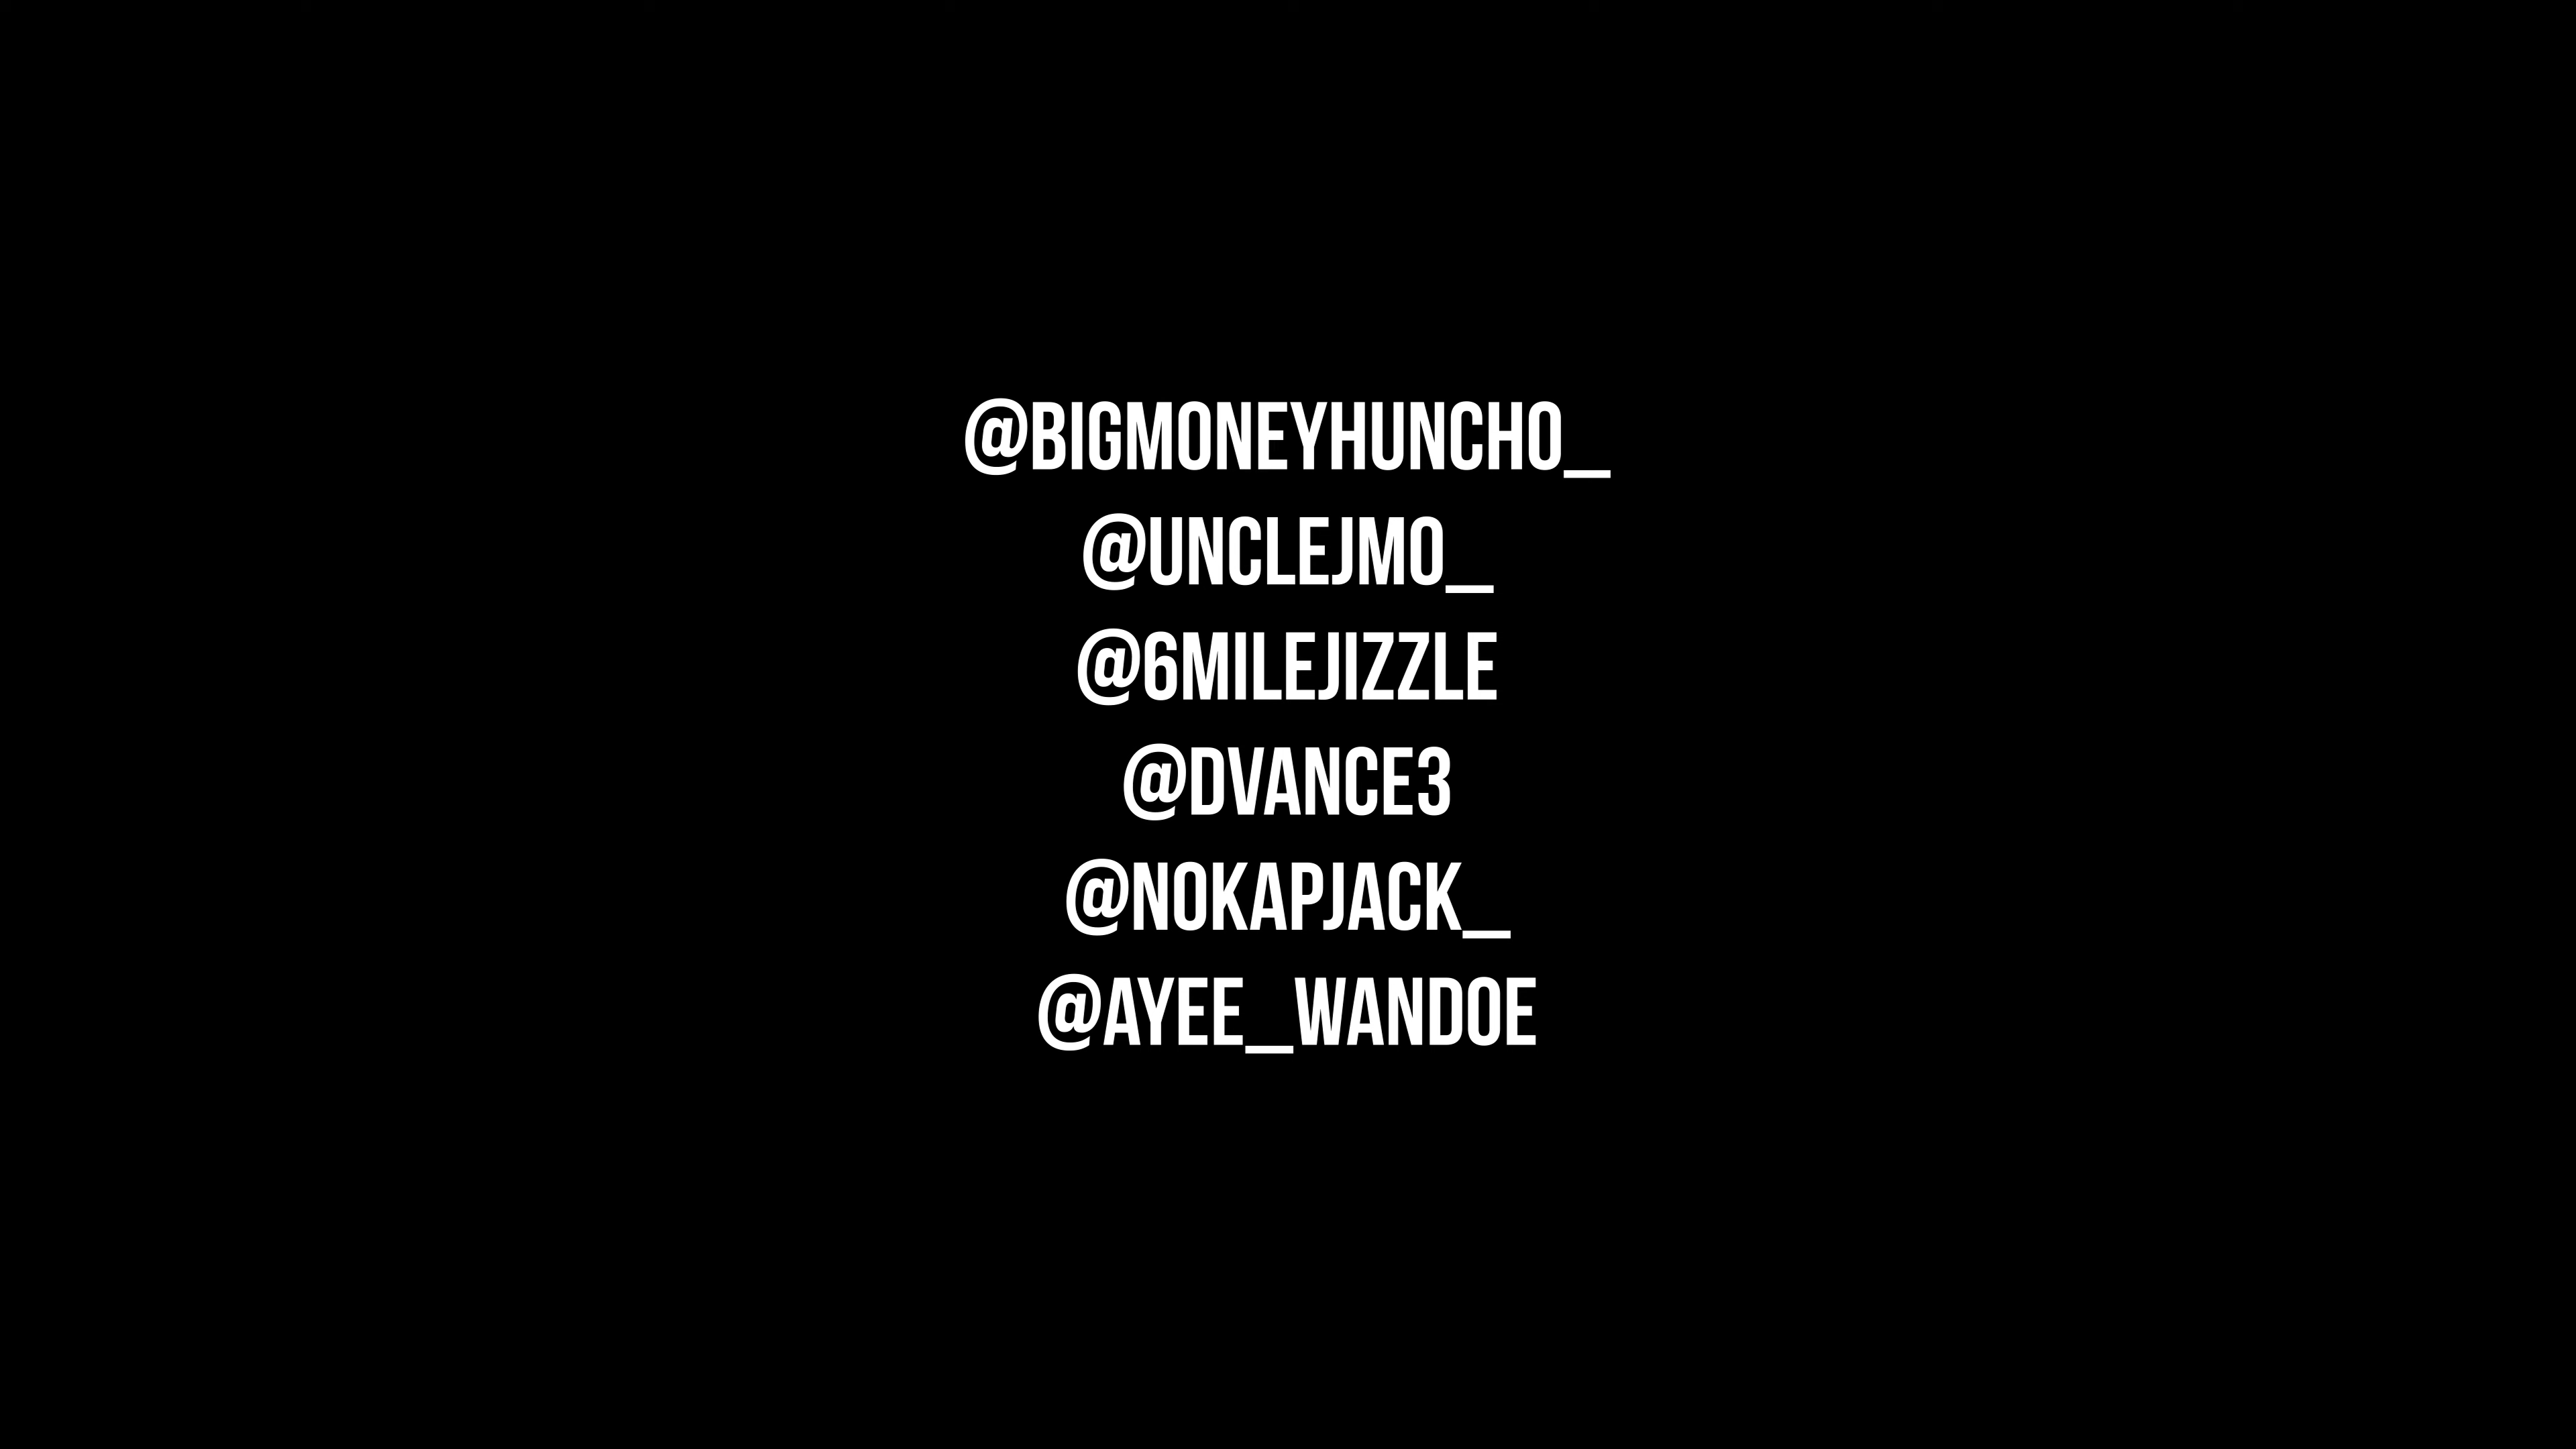 @BIGMONEYHUNCHO_
@UNCLEJMO_
@6MILEJIZZLE
@DVANCE3
@NOKAPJACK_
@AYEE_WANDOE